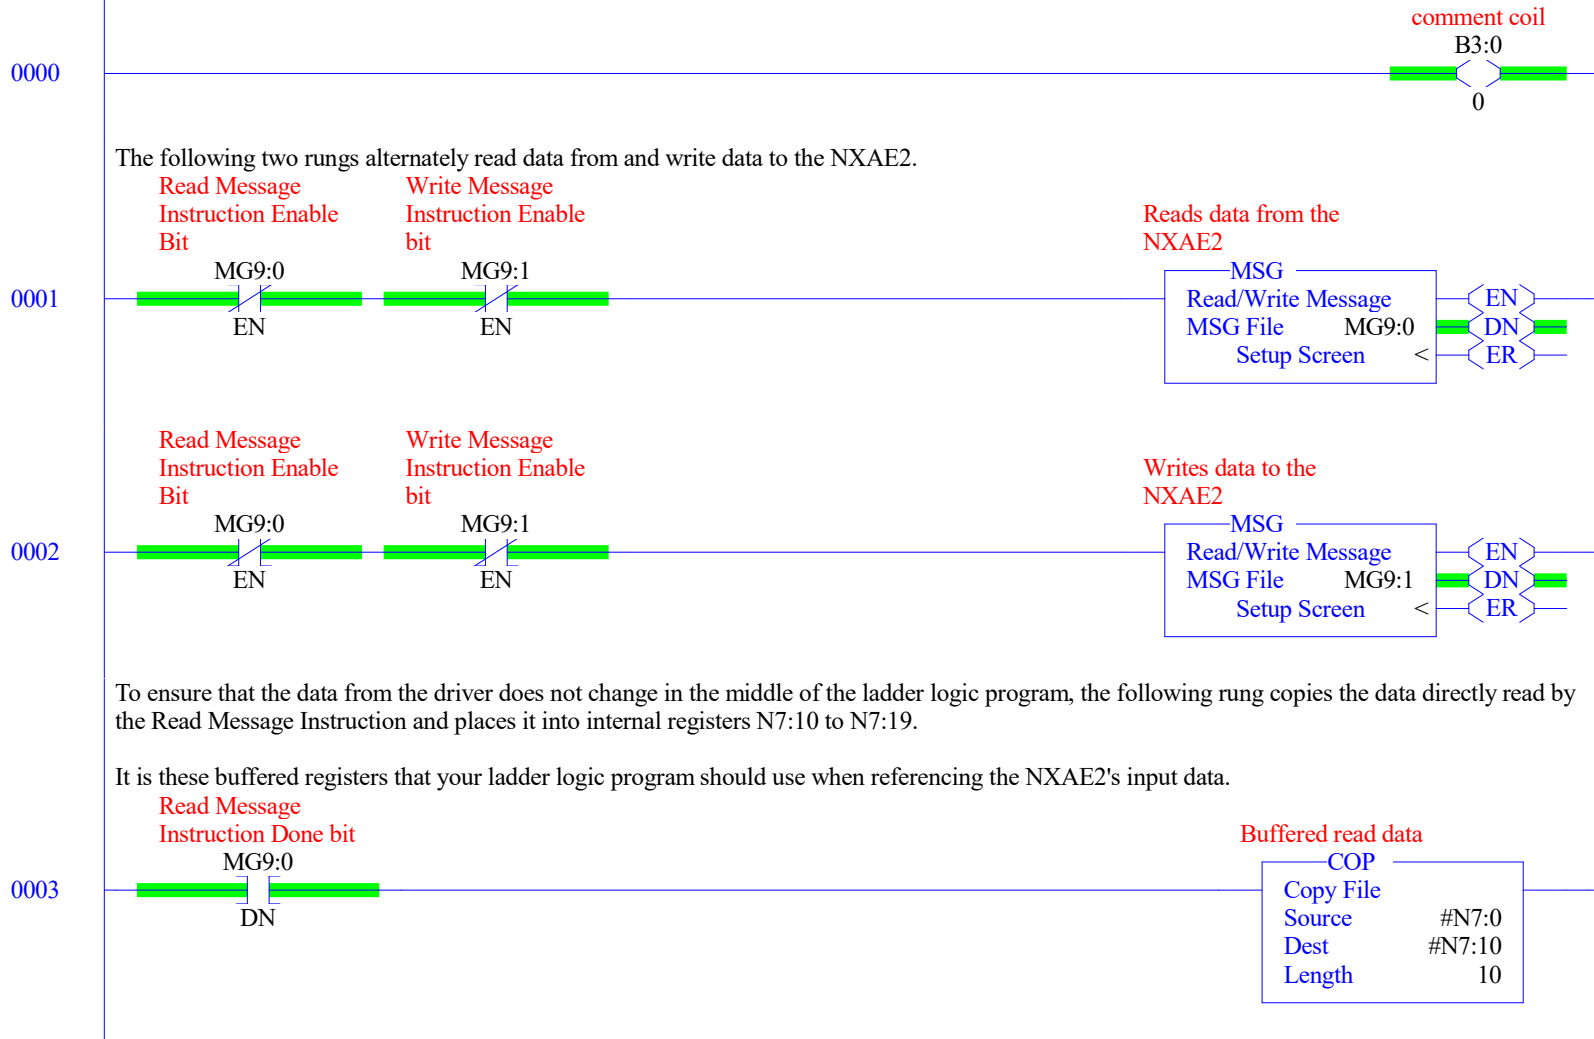 comment coil
B3:0
0000
0
The following two rungs alternately read data from and write data to the NXAE2.
Read Message Write Message
Instruction Enable Instruction Enable Reads data from the
Bit bit NXAE2
MG9:0 MG9:1 MSG
0001 Read/Write Message EN
EN EN MSG File MG9:0 DN
Setup Screen < ER
Read Message Write Message
Instruction Enable Instruction Enable Writes data to the
Bit bit NXAE2
MG9:0 MG9:1 MSG
0002 Read/Write Message EN
EN EN MSG File MG9:1 DN
Setup Screen < ER
To ensure that the data from the driver does not change in the middle of the ladder logic program, the following rung copies the data directly read by
the Read Message Instruction and places it into internal registers N7:10 to N7:19.
It is these buffered registers that your ladder logic program should use when referencing the NXAE2's input data.
Read Message
Instruction Done bit Buffered read data
MG9:0 COP
0003 Copy File
DN Source #N7:0
Dest #N7:10
Length 10